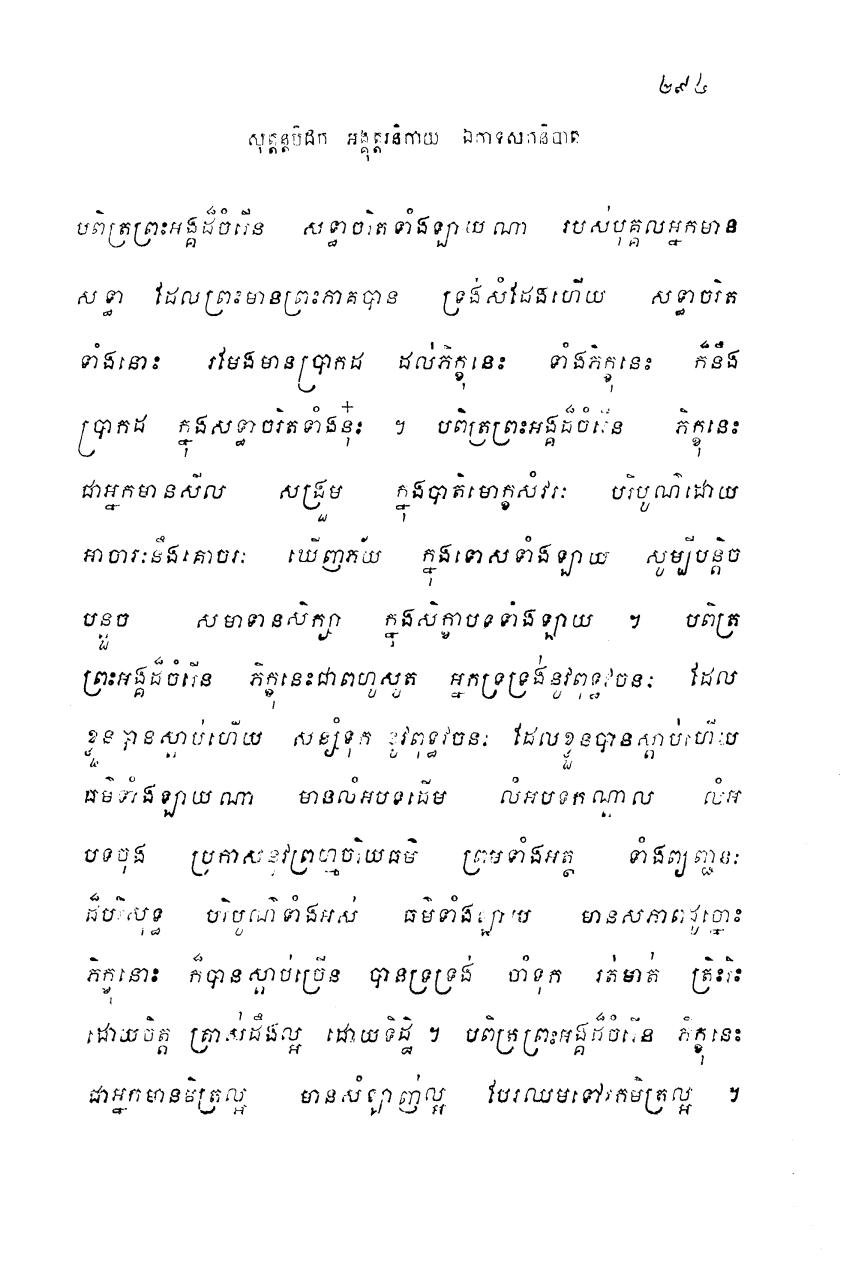 ២៩៤
សុត្តន្តបិដក អង្គុត្តរនិកាយ ឯកាទសកនិបាត
បពិត្រព្រះអង្គដ៏ចំរើន សទ្ធាចរិតទាំងឡាយណា របស់បុគ្គលអ្នកមាន
សទ្ធា ដែលព្រះមានព្រះភាគបាន ទ្រង់សំដែងហើយ សទ្ធាចរិត
ទាំងនោះ រមែងមានប្រាកដ ដល់ភិក្ខុនេះ ទាំងភិក្ខុនេះ ក៏នឹង
ប្រាកដ ក្នុងសទ្ធាចរិតទាំងនុ៎ះ ។ បពិត្រព្រះអង្គដ៏ចំរើន ភិក្ខុនេះ
ជាអ្នកមានសីល សង្រួម ក្នុងបាតិមោក្ខសំវរៈ បរិបូណ៌ដោយ
អាចារៈនឹងគោចរៈ ឃើញភ័យ ក្នុងទោសទាំងឡាយ សូម្បីបន្តិច
បន្តួច សមាទានសិក្សា ក្នុងសិក្ខាបទទាំងឡាយ ។ បពិត្រ
ព្រះអង្គដ៏ចំរើន ភិក្ខុនេះជាពហូសូត អ្នកទ្រទ្រង់នូវពុទ្ធវចនៈ ដែល
ខ្លួនបានស្តាប់ហើយ សន្សំទុក នូវពុទ្ធវចនៈ ដែលខ្លួនបានស្តាប់ហើយ
ធម៌ទាំងឡាយណា មានលំអបទដើម លំអបទកណ្តាល លំអ
បទចុង ប្រកាសនូវព្រហ្មចរិយធម៌ ព្រមទាំងអត្ថ ទាំងព្យញ្ជនៈ
ដ៏បរិសុទ្ធ បរិបូណ៌ទាំងអស់ ធម៌ទាំងឡាយ មានសភាពដូច្នោះ
ភិក្ខុនោះ ក៏បានស្តាប់ច្រើន បានទ្រទ្រង់ ចាំទុក រត់មាត់ ត្រិះរិះ
ដោយចិត្ត ត្រាស់ដឹងល្អ ដោយទិដ្ឋិ ។ បពិត្រព្រះអង្គដ៏ចំរើន ភិក្ខុនេះ
ជាអ្នកមានមិត្រល្អ មានសំឡាញ់ល្អ បែរឈមទៅរកមិត្រល្អ ។